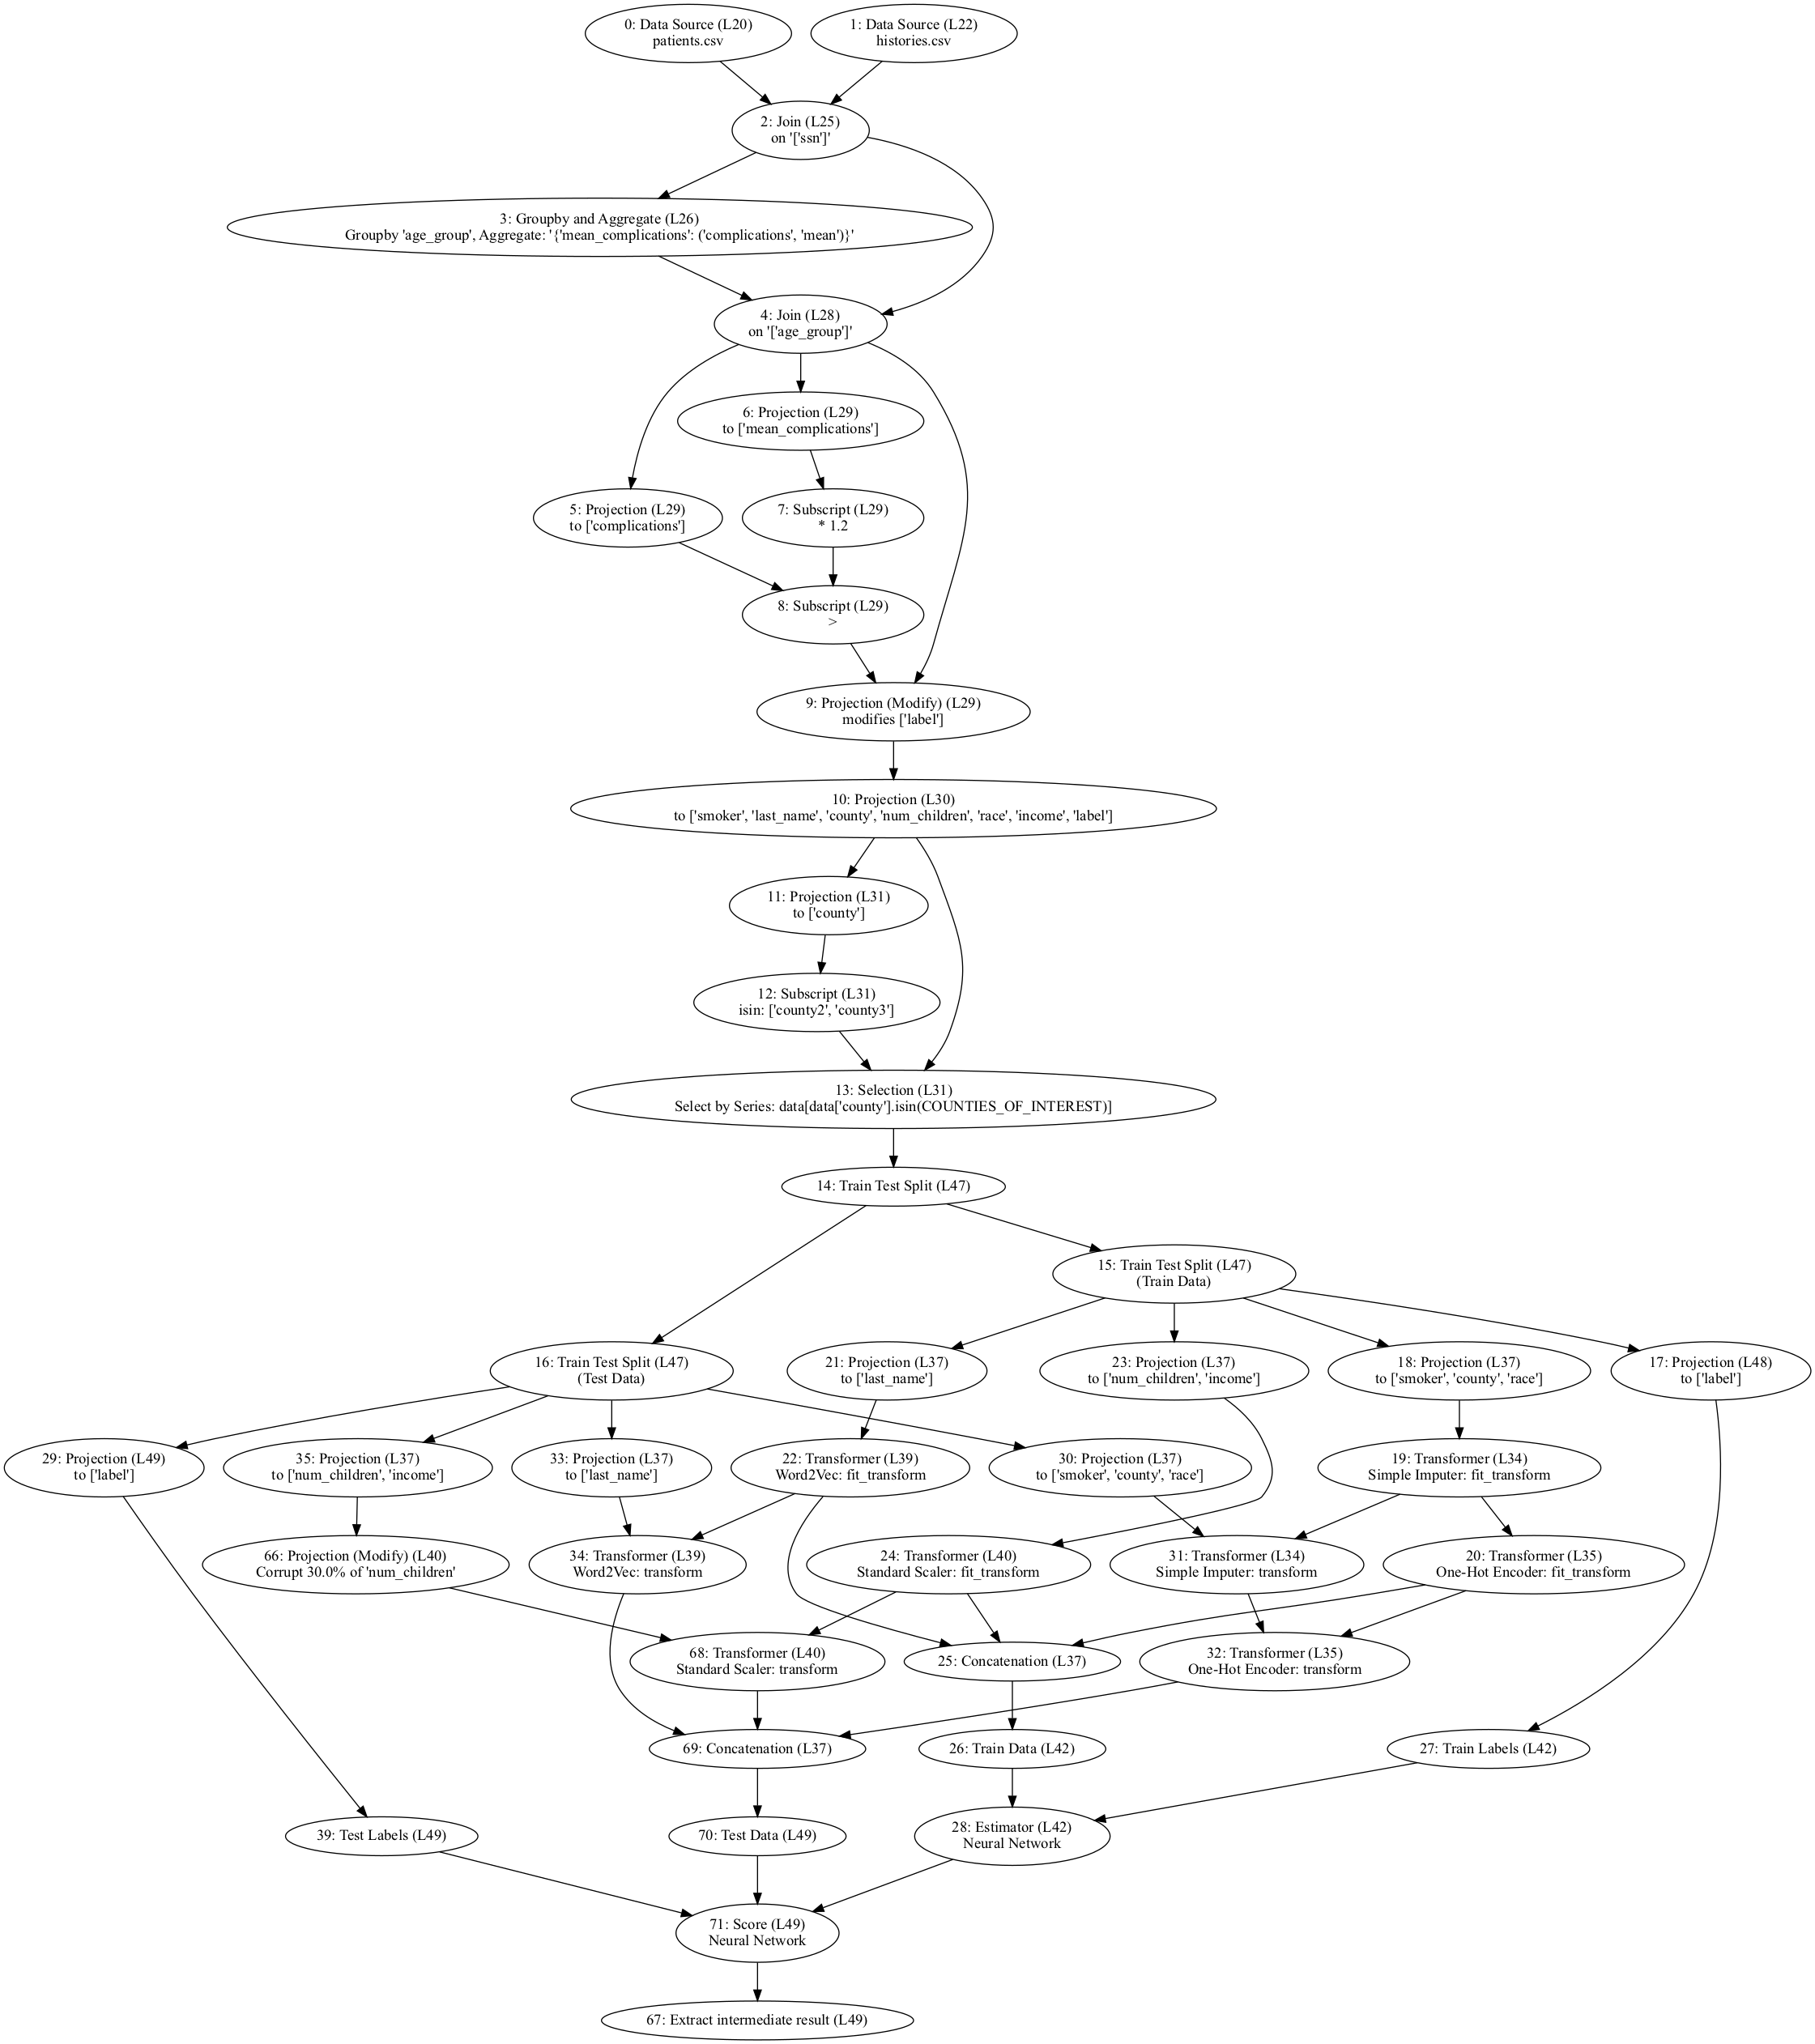 0: Data Source (L20)
patients.csv
1: Data Source (L22)
histories.csv
2: Join (L25)
on '['ssn']'
3: Groupby and Aggregate (L26)
Groupby 'age_group', Aggregate: '{'mean_complications': ('complications', 'mean')}'
4: Join (L28)
on '['age_group']'
6: Projection (L29)
to ['mean_complications']
5: Projection (L29)
to ['complications']
7: Subscript (L29)
* 1.2
8: Subscript (L29)
>
9: Projection (Modify) (L29)
modifies ['label']
10: Projection (L30)
to ['smoker', 'last_name', 'county', 'num_children', 'race', 'income', 'label']
11: Projection (L31)
to ['county']
12: Subscript (L31)
isin: ['county2', 'county3']
13: Selection (L31)
Select by Series: data[data['county'].isin(COUNTIES_OF_INTEREST)]
14: Train Test Split (L47)
15: Train Test Split (L47)
(Train Data)
16: Train Test Split (L47)
(Test Data)
21: Projection (L37)
to ['last_name']
23: Projection (L37)
to ['num_children', 'income']
18: Projection (L37)
to ['smoker', 'county', 'race']
17: Projection (L48)
to ['label']
29: Projection (L49)
to ['label']
35: Projection (L37)
to ['num_children', 'income']
33: Projection (L37)
to ['last_name']
22: Transformer (L39)
Word2Vec: fit_transform
30: Projection (L37)
to ['smoker', 'county', 'race']
19: Transformer (L34)
Simple Imputer: fit_transform
66: Projection (Modify) (L40)
Corrupt 30.0% of 'num_children'
34: Transformer (L39)
Word2Vec: transform
24: Transformer (L40)
Standard Scaler: fit_transform
31: Transformer (L34)
Simple Imputer: transform
20: Transformer (L35)
One-Hot Encoder: fit_transform
68: Transformer (L40)
Standard Scaler: transform
25: Concatenation (L37)
32: Transformer (L35)
One-Hot Encoder: transform
69: Concatenation (L37)
26: Train Data (L42)
27: Train Labels (L42)
39: Test Labels (L49)
70: Test Data (L49)
28: Estimator (L42)
Neural Network
71: Score (L49)
Neural Network
67: Extract intermediate result (L49)